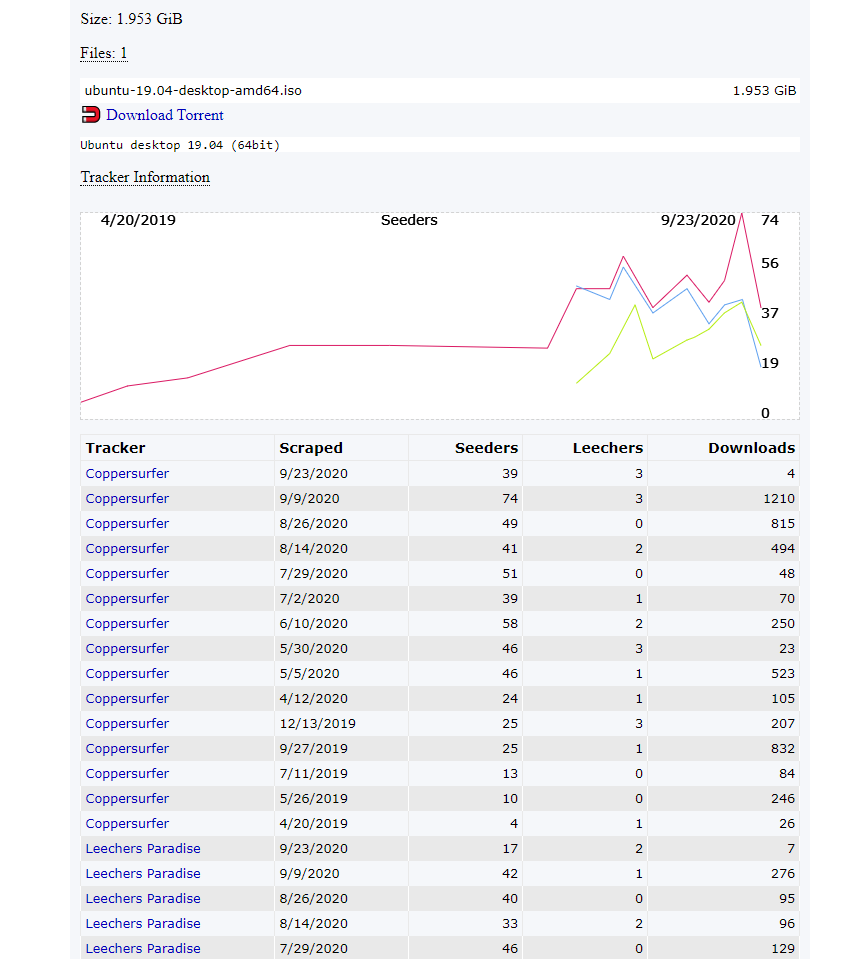 Size: 1.953 GiB
Files: 1
ubuntu-19.04-desktop-amd64.iso 1.953 GiB
Download Torrent
Ubuntu desktop 19.04 (64bit)
Tracker Information
4/20/2019 Seeders 9/23/2020 74
56
37
19
0
Tracker Scraped Seeders Leechers Downloads
Coppersurfer 9/23/2020 39 3 4
Coppersurfer 9/9/2020 74 3 1210
Coppersurfer 8/26/2020 49 0 815
Coppersurfer 8/14/2020 41 2 494
Coppersurfer 7/29/2020 51 0 48
Coppersurfer 7/2/2020 39 1 70
Coppersurfer 6/10/2020 58 2 250
Coppersurfer 5/30/2020 46 3 23
Coppersurfer 5/5/2020 46 1 523
Coppersurfer 4/12/2020 24 1 105
Coppersurfer 12/13/2019 25 3 207
Coppersurfer 9/27/2019 25 1 832
Coppersurfer 7/11/2019 13 0 84
Coppersurfer 5/26/2019 10 0 246
Coppersurfer 4/20/2019 4 1 26
Leechers Paradise 9/23/2020 17 2 7
Leechers Paradise 9/9/2020 42 1 276
Leechers Paradise 8/26/2020 40 0 95
Leechers Paradise 8/14/2020 33 2 96
Leechers Paradise 7/29/2020 46 0 129